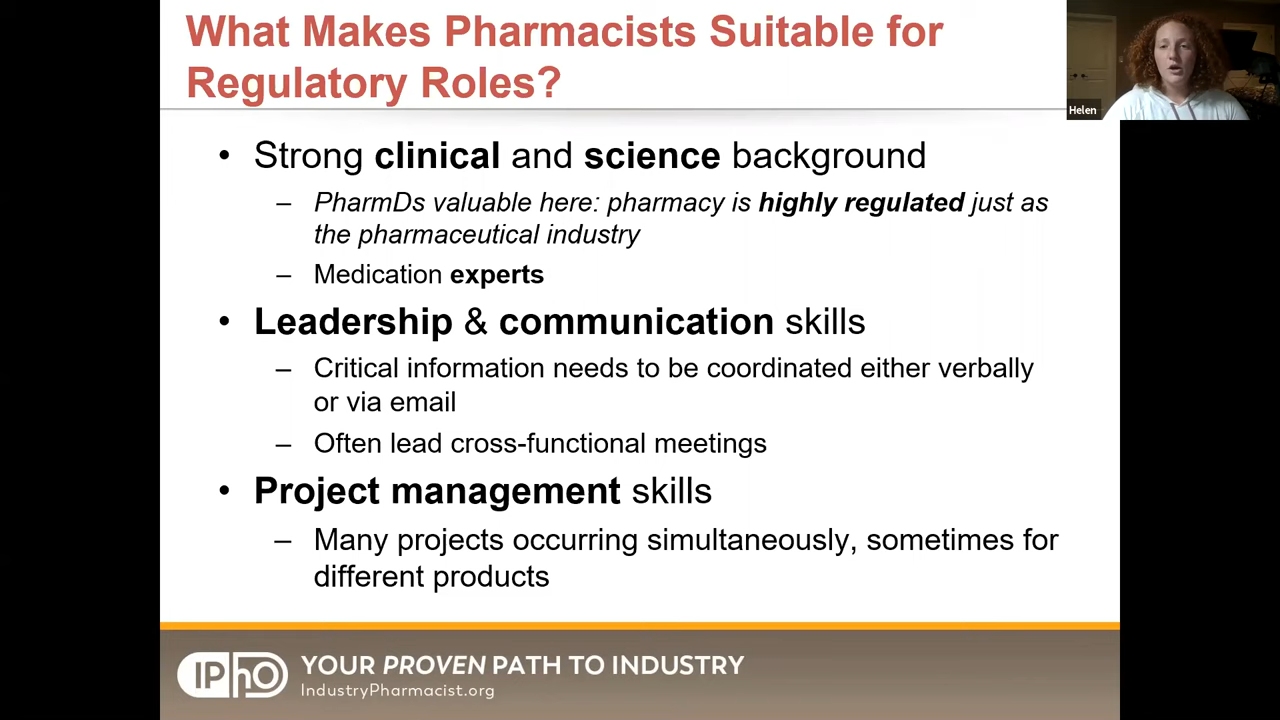 What Makes Pharmacists Suitable for
Regulatory Roles?
Helen
• Strong clinical and science background
– PharmDs valuable here: pharmacy is highly regulated just as
the pharmaceutical industry
– Medication experts
• Leadership & communication skills
– Critical information needs to be coordinated either verbally
or via email
– Often lead cross-functional meetings
• Project management skills
– Many projects occurring simultaneously, sometimes for
different products
IPhO
YOUR PROVEN PATH TO INDUSTRY
IndustryPharmacist.org